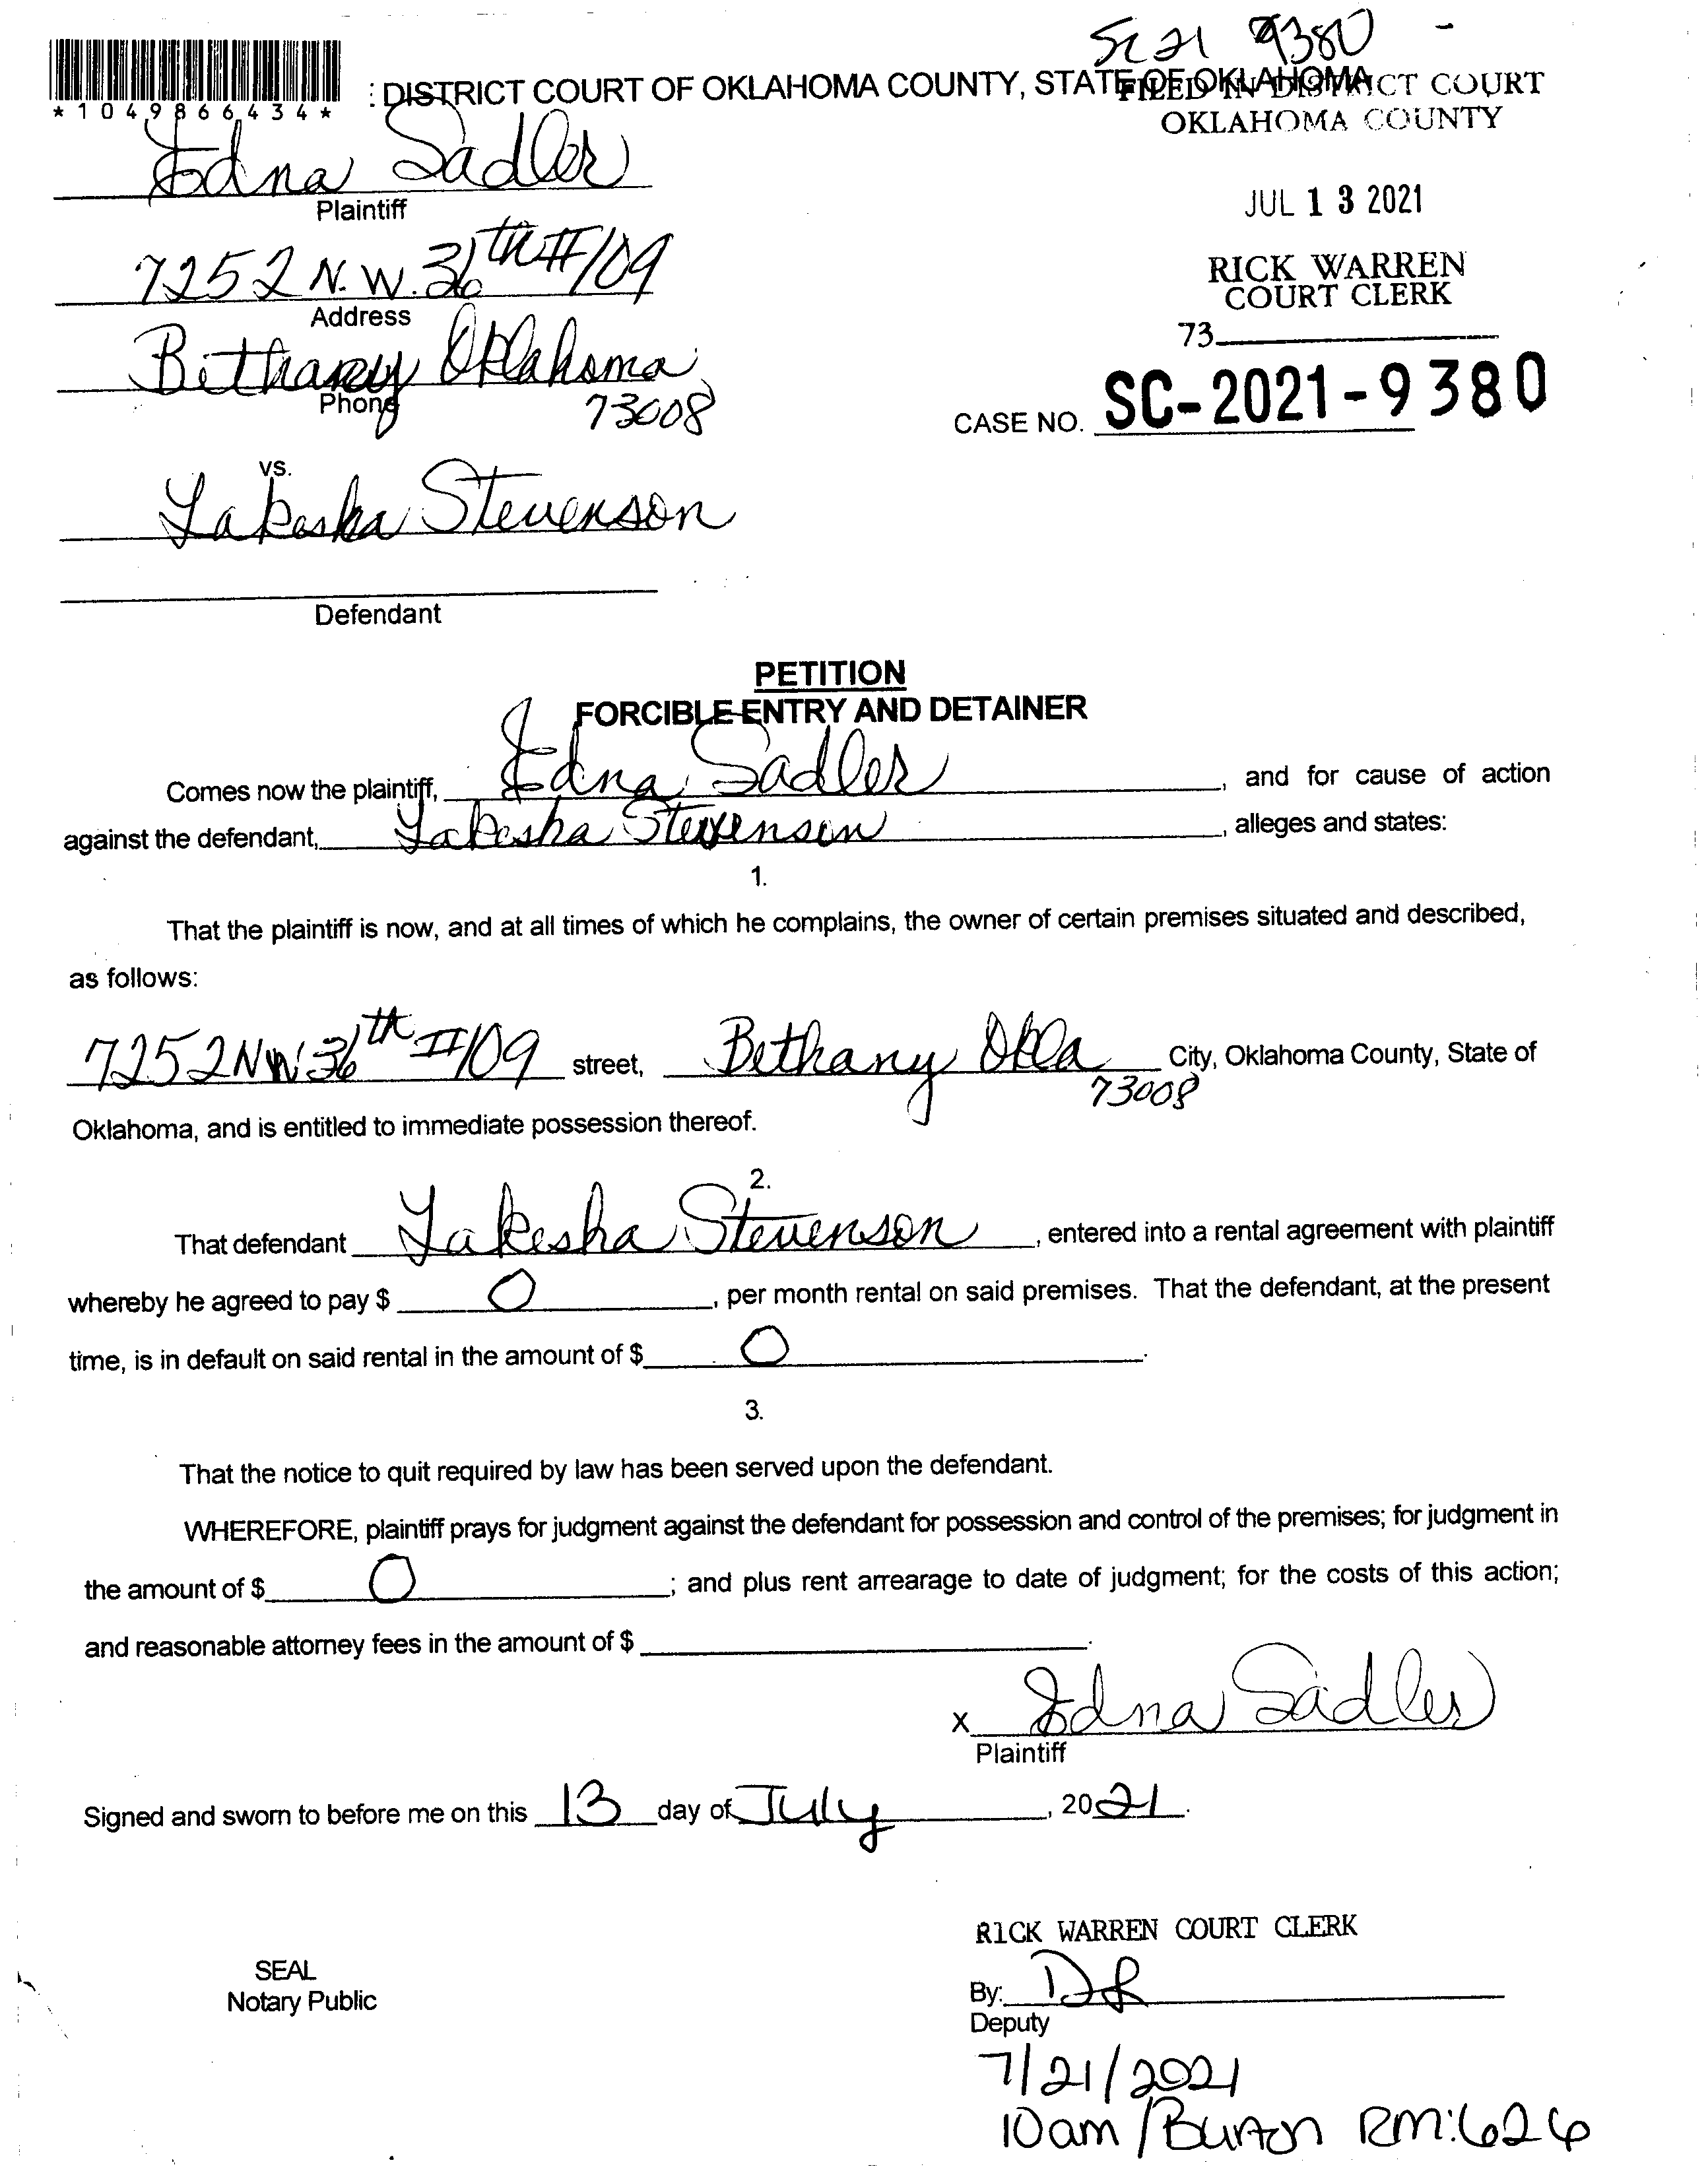 SC 21 9380 -
*1049866434*
: DISTRICT COURT OF OKLAHOMA COUNTY, STATE OF OKLAHOMA
FILED IN DISTRICT COURT
OKLAHOMA COUNTY
Edna Sadler
Plaintiff
JUL 13 2021
7252 N.W. 36th #109
Address
RICK WARREN
COURT CLERK
73
Bethany Oklahoma
Phone
73008
CASE NO. SC-2021-9380
vs.
Lakesha Stevenson
Defendant
PETITION
FORCIBLE ENTRY AND DETAINER
Comes now the plaintiff, Edna Sadler, and for cause of action
against the defendant, Lakesha Stevenson, alleges and states:
1.
That the plaintiff is now, and at all times of which he complains, the owner of certain premises situated and described,
as follows:
7252 NW 36th #109 street, Bethany Okla City, Oklahoma County, State of
73008
Oklahoma, and is entitled to immediate possession thereof.
2.
That defendant Lakesha Stevenson, entered into a rental agreement with plaintiff
whereby he agreed to pay $ 0, per month rental on said premises. That the defendant, at the present
time, is in default on said rental in the amount of $ 0.
3.
That the notice to quit required by law has been served upon the defendant.
WHEREFORE, plaintiff prays for judgment against the defendant for possession and control of the premises; for judgment in
the amount of $ 0; and plus rent arrearage to date of judgment; for the costs of this action;
and reasonable attorney fees in the amount of $ .
x Edna Sadler
Plaintiff
Signed and sworn to before me on this 13 day of July, 2021.
RICK WARREN COURT CLERK
SEAL
Notary Public
By: DR
Deputy
7/21/2021
10am/Burton RM:626